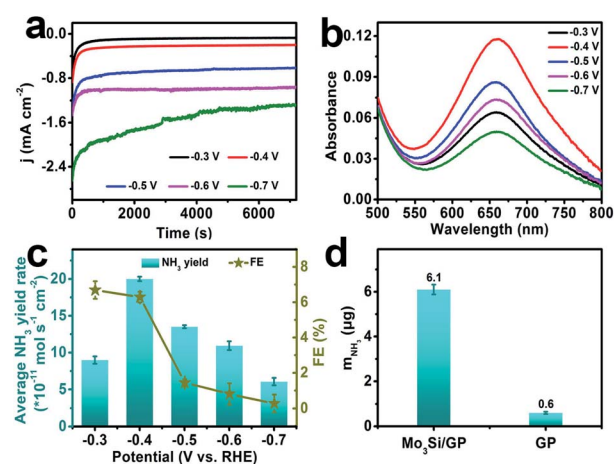 a
0.0
-0.8
-1.6
-2.4
j (mA cm⁻²)
-0.3 V
-0.4 V
-0.5 V
-0.6 V
-0.7 V
0
2000
4000
6000
Time (s)
b
0.12
0.09
0.06
0.03
0.00
Absorbance
-0.3 V
-0.4 V
-0.5 V
-0.6 V
-0.7 V
500
550
600
650
700
750
800
Wavelength (nm)
c
NH₃ yield
FE
20
15
10
5
0
Average NH₃ yield rate
(*10⁻¹¹ mol s⁻¹ cm⁻²)
8
6
4
2
0
FE (%)
-0.3
-0.4
-0.5
-0.6
-0.7
Potential (V vs. RHE)
d
9
6
3
0
m NH₃ (μg)
6.1
0.6
Mo₃Si/GP
GP